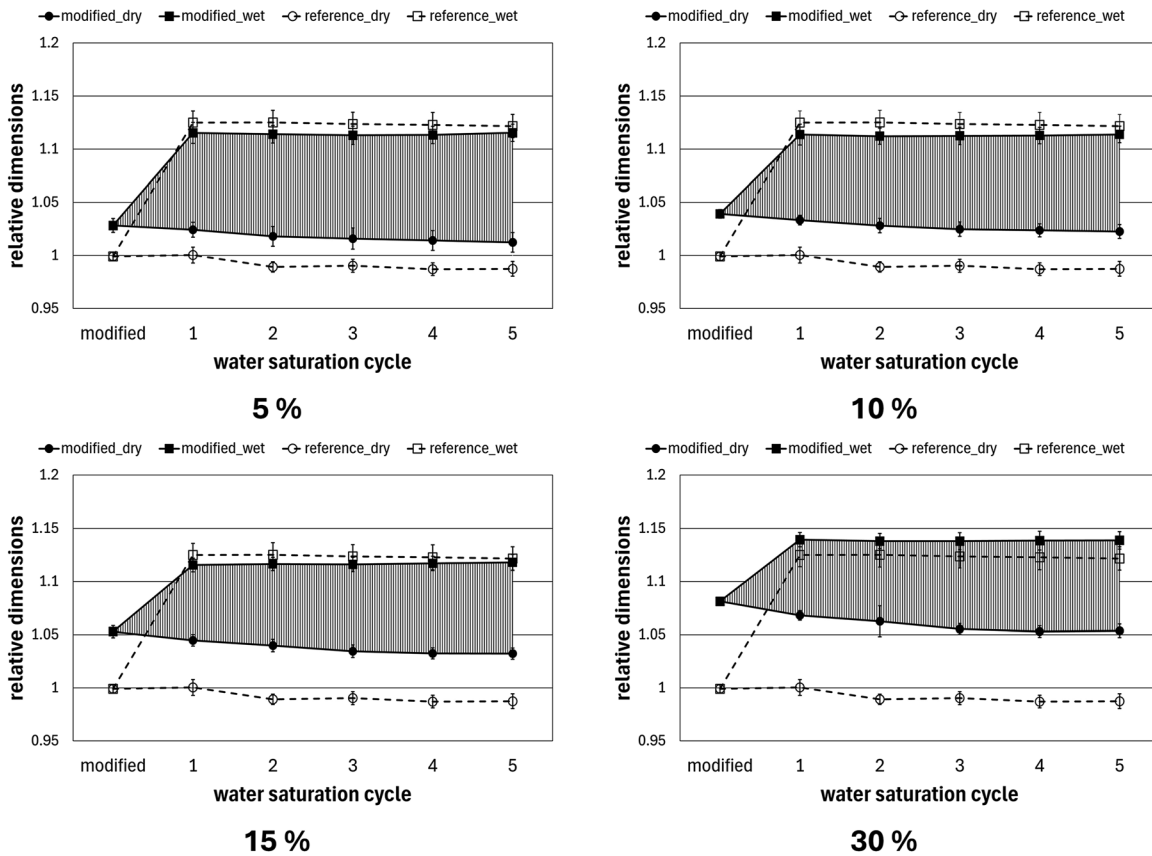 modified_dry modified_wet reference_dry reference_wet
1.2
1.15
1.1
1.05
1
0.95
relative dimensions
modified 1 2 3 4 5
water saturation cycle
5 %
modified_dry modified_wet reference_dry reference_wet
1.2
1.15
1.1
1.05
1
0.95
relative dimensions
modified 1 2 3 4 5
water saturation cycle
10 %
modified_dry modified_wet reference_dry reference_wet
1.2
1.15
1.1
1.05
1
0.95
relative dimensions
modified 1 2 3 4 5
water saturation cycle
15 %
modified_dry modified_wet reference_dry reference_wet
1.2
1.15
1.1
1.05
1
0.95
relative dimensions
modified 1 2 3 4 5
water saturation cycle
30 %